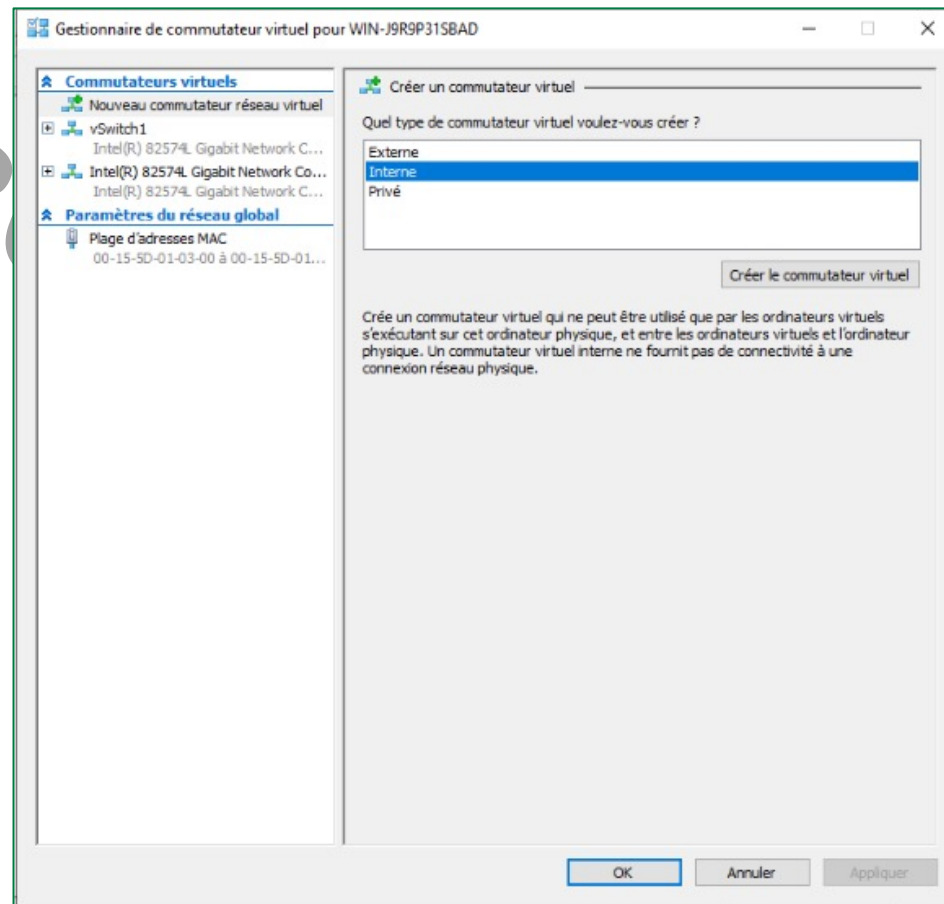 Gestionnaire de commutateur virtuel pour WIN-J9R9P31SBAD
Commutateurs virtuels
Nouveau commutateur réseau virtuel
vSwitch1
Intel(R) 82574L Gigabit Network C...
Intel(R) 82574L Gigabit Network Co...
Intel(R) 82574L Gigabit Network C...
Paramètres du réseau global
Plage d'adresses MAC
00-15-5D-01-03-00 à 00-15-5D-01...
Créer un commutateur virtuel
Quel type de commutateur virtuel voulez-vous créer ?
Externe
Interne
Privé
Créer le commutateur virtuel
Crée un commutateur virtuel qui ne peut être utilisé que par les ordinateurs virtuels
s'exécutant sur cet ordinateur physique, et entre les ordinateurs virtuels et l'ordinateur
physique. Un commutateur virtuel interne ne fournit pas de connectivité à une
connexion réseau physique.
OK
Annuler
Appliquer